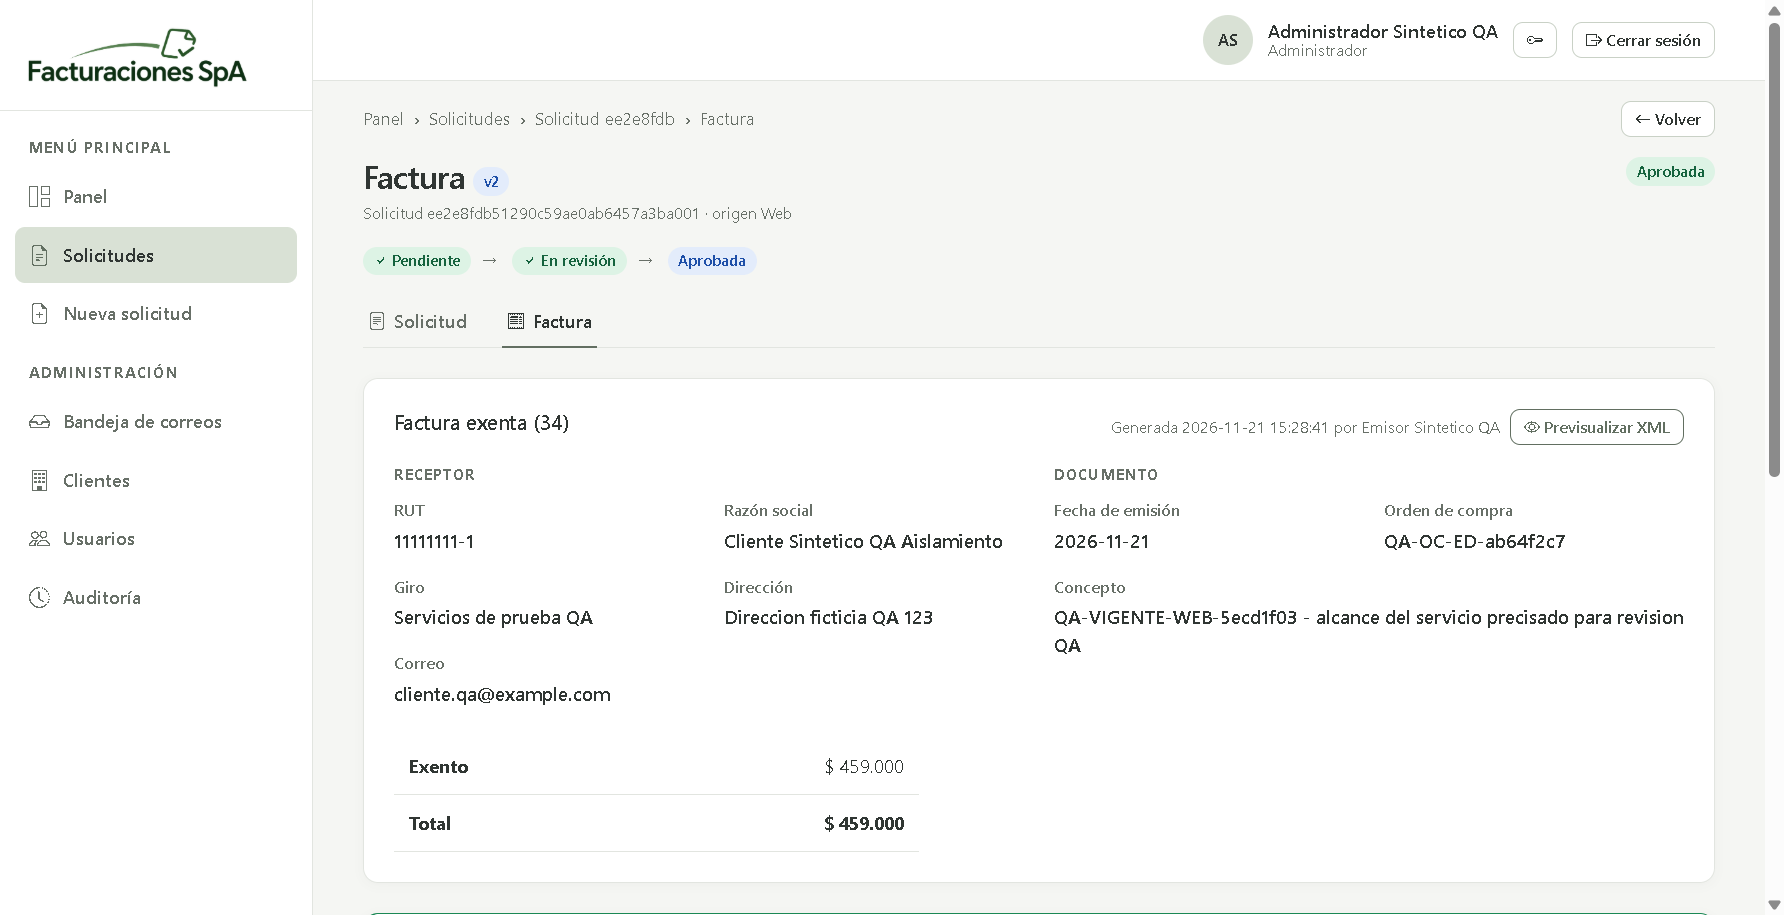 Facturaciones SpA
MENÚ PRINCIPAL
Panel
Solicitudes
Nueva solicitud
ADMINISTRACIÓN
Bandeja de correos
Clientes
Usuarios
Auditoría
AS
Administrador Sintetico QA
Administrador
Cerrar sesión
Panel › Solicitudes › Solicitud ee2e8fdb › Factura
← Volver
Factura v2
Aprobada
Solicitud ee2e8fdb51290c59ae0ab6457a3ba001 · origen Web
✓ Pendiente → ✓ En revisión → Aprobada
Solicitud Factura
Factura exenta (34)
Generada 2026-11-21 15:28:41 por Emisor Sintetico QA
Previsualizar XML
RECEPTOR
RUT
11111111-1
Razón social
Cliente Sintetico QA Aislamiento
Giro
Servicios de prueba QA
Dirección
Direccion ficticia QA 123
Correo
cliente.qa@example.com
DOCUMENTO
Fecha de emisión
2026-11-21
Orden de compra
QA-OC-ED-ab64f2c7
Concepto
QA-VIGENTE-WEB-5ecd1f03 - alcance del servicio precisado para revision
QA
Exento $ 459.000
Total $ 459.000